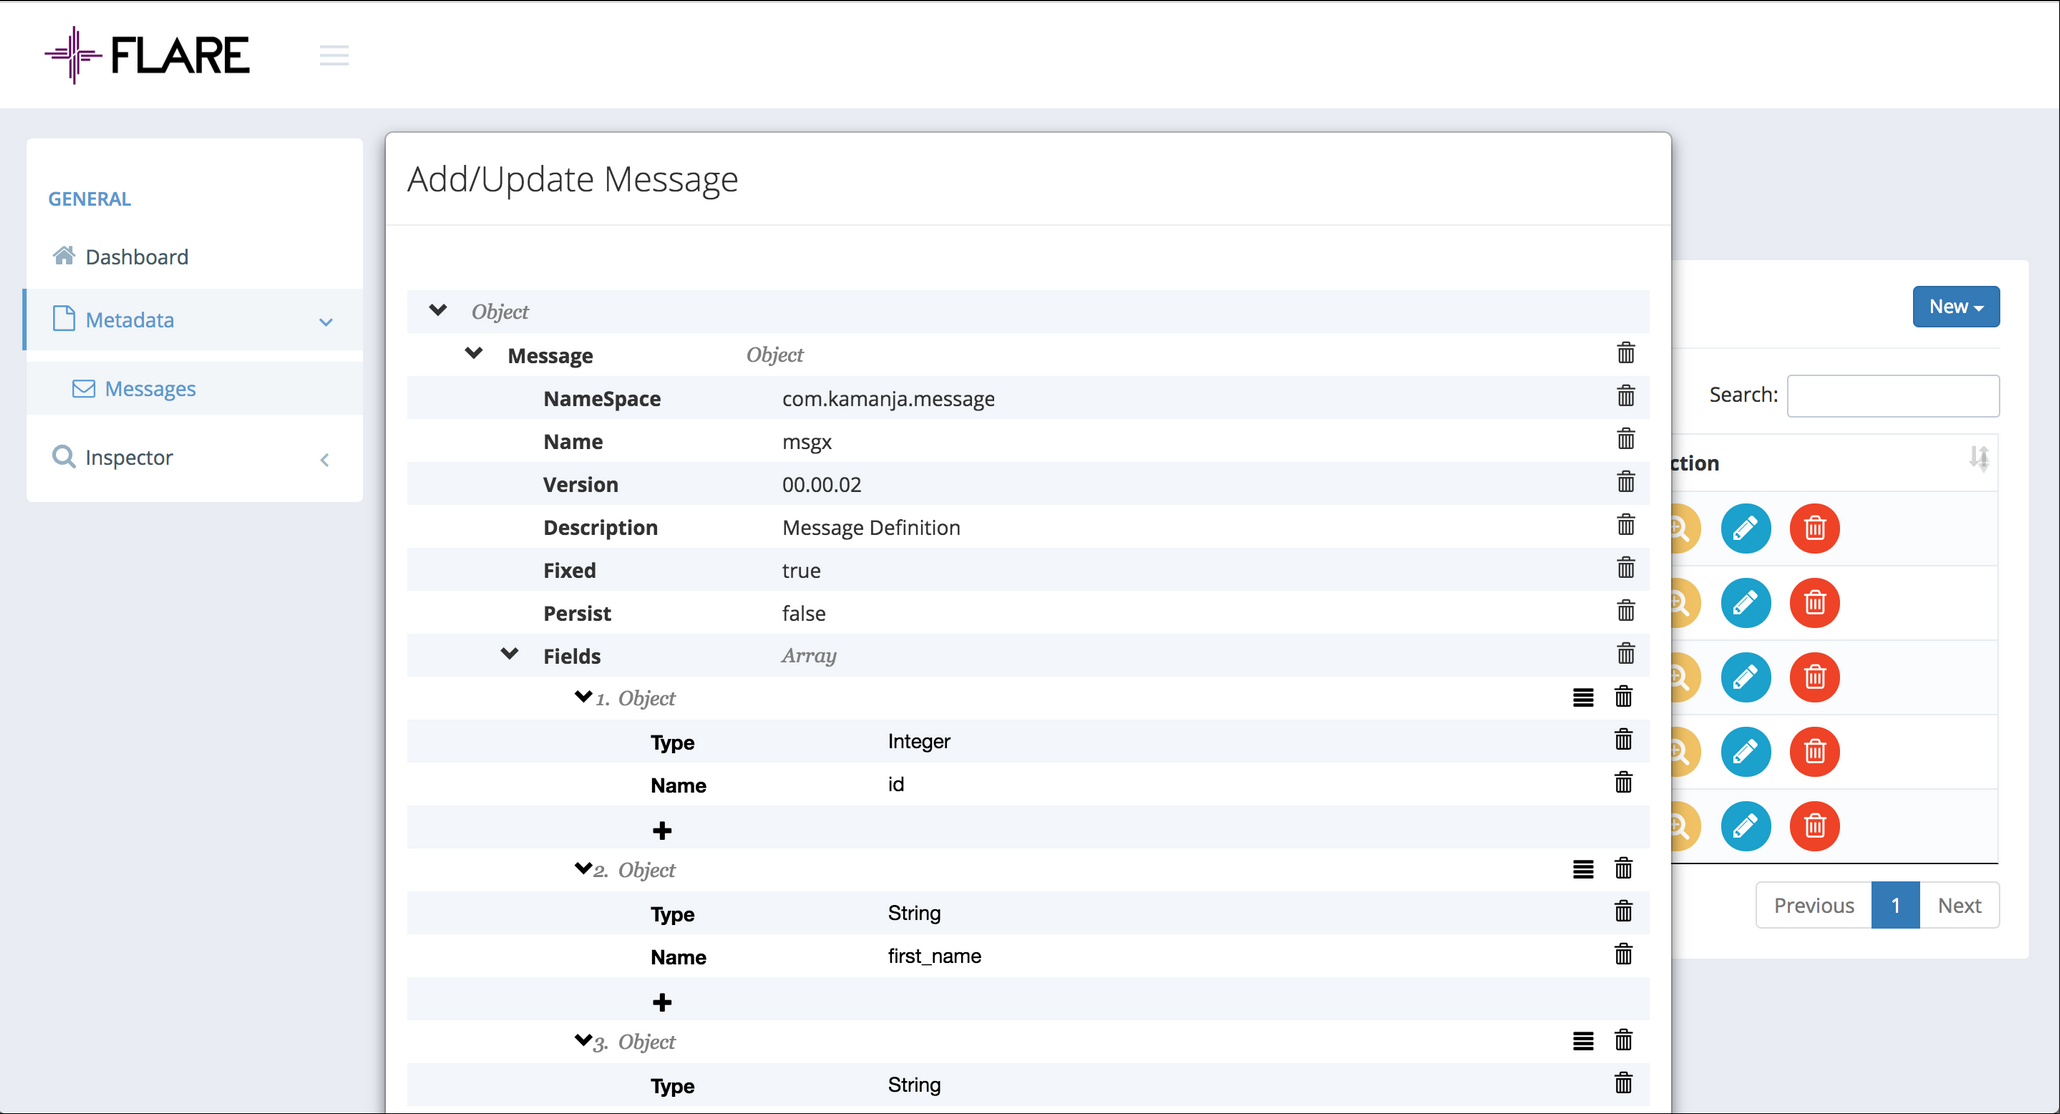 FLARE
GENERAL
Dashboard
Metadata
Messages
Inspector
Add/Update Message
Object
Message Object
NameSpace com.kamanja.message
Name msgx
Version 00.00.02
Description Message Definition
Fixed true
Persist false
Fields Array
1. Object
Type Integer
Name id
2. Object
Type String
Name first_name
3. Object
Type String
New
Search:
ction
Previous 1 Next